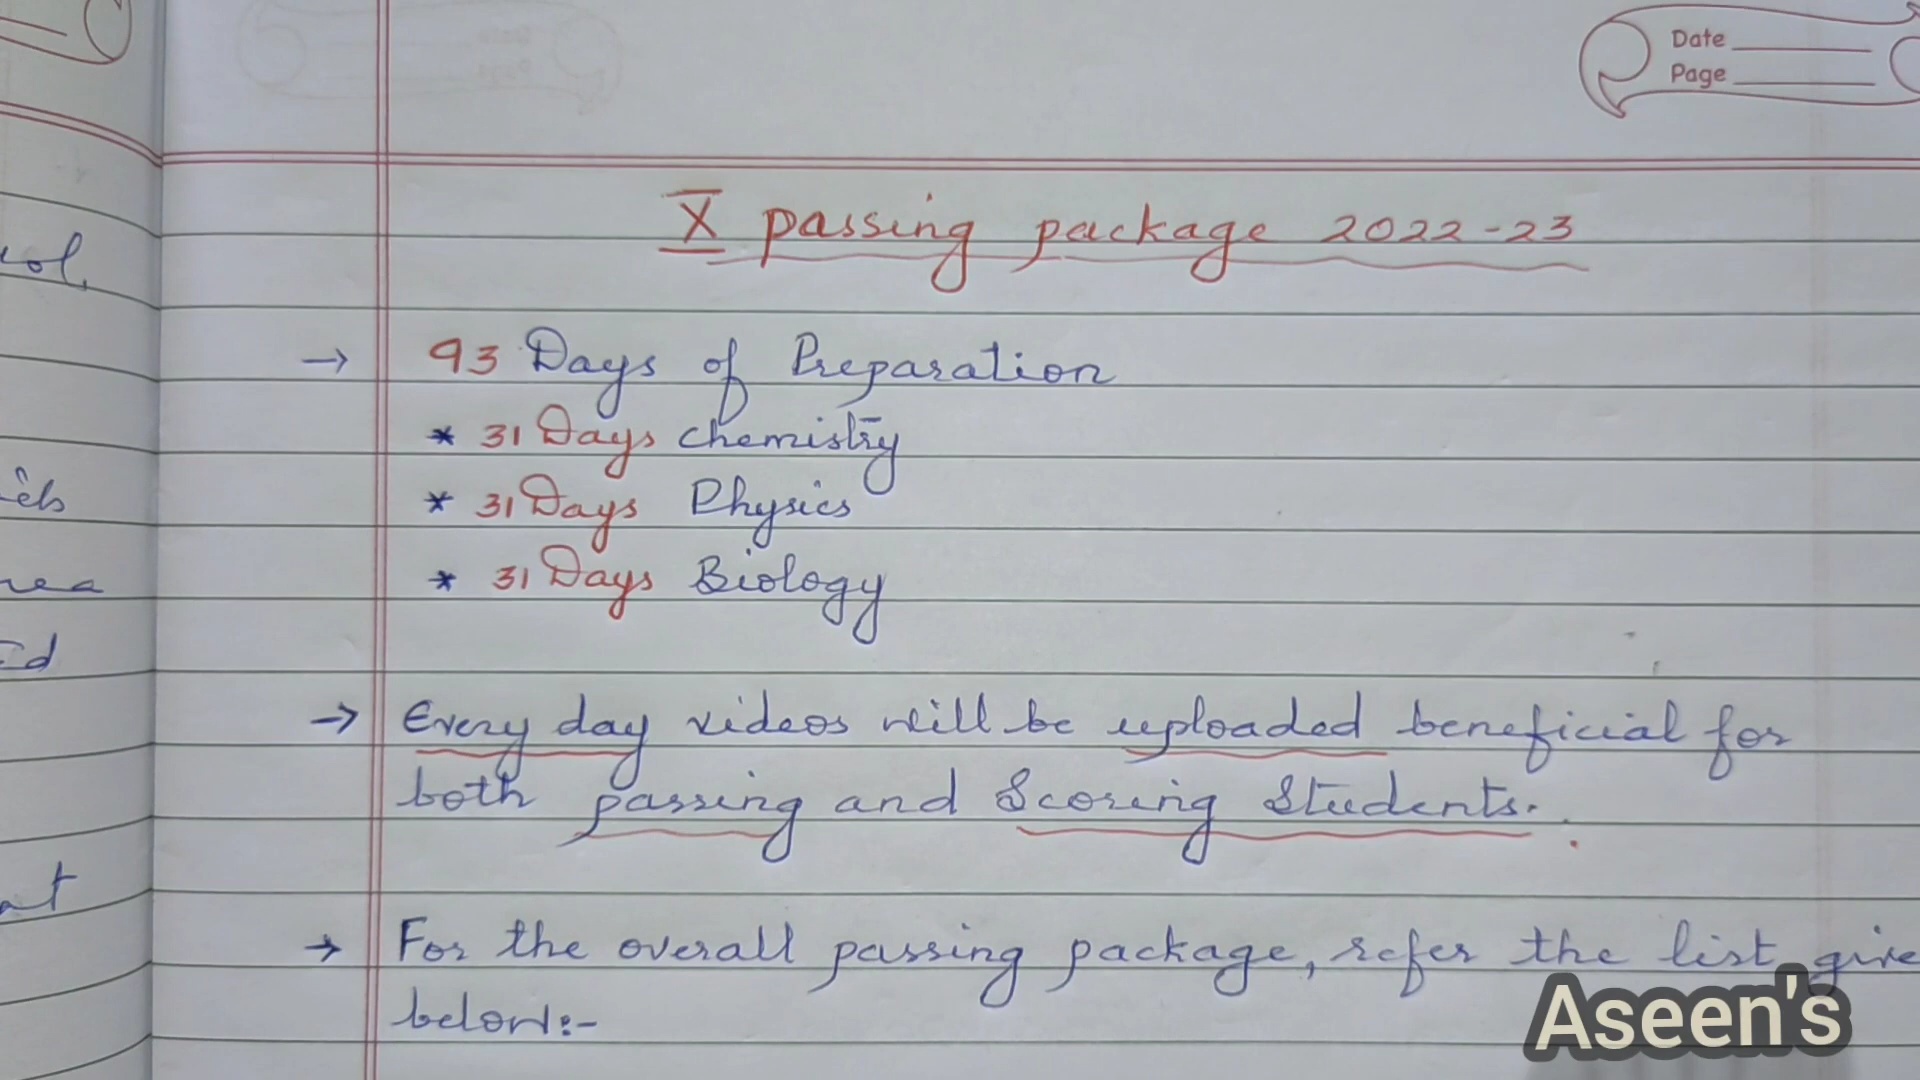 Date
Page
X passing package 2022-23
→ 93 Days of Preparation
* 31 Days chemistry
* 31 Days Physics
* 31 Days Biology
→ Every day videos will be uploaded beneficial for
both passing and Scoring Students.
→ For the overall passing package, refer the list give
below:-
Aseen's